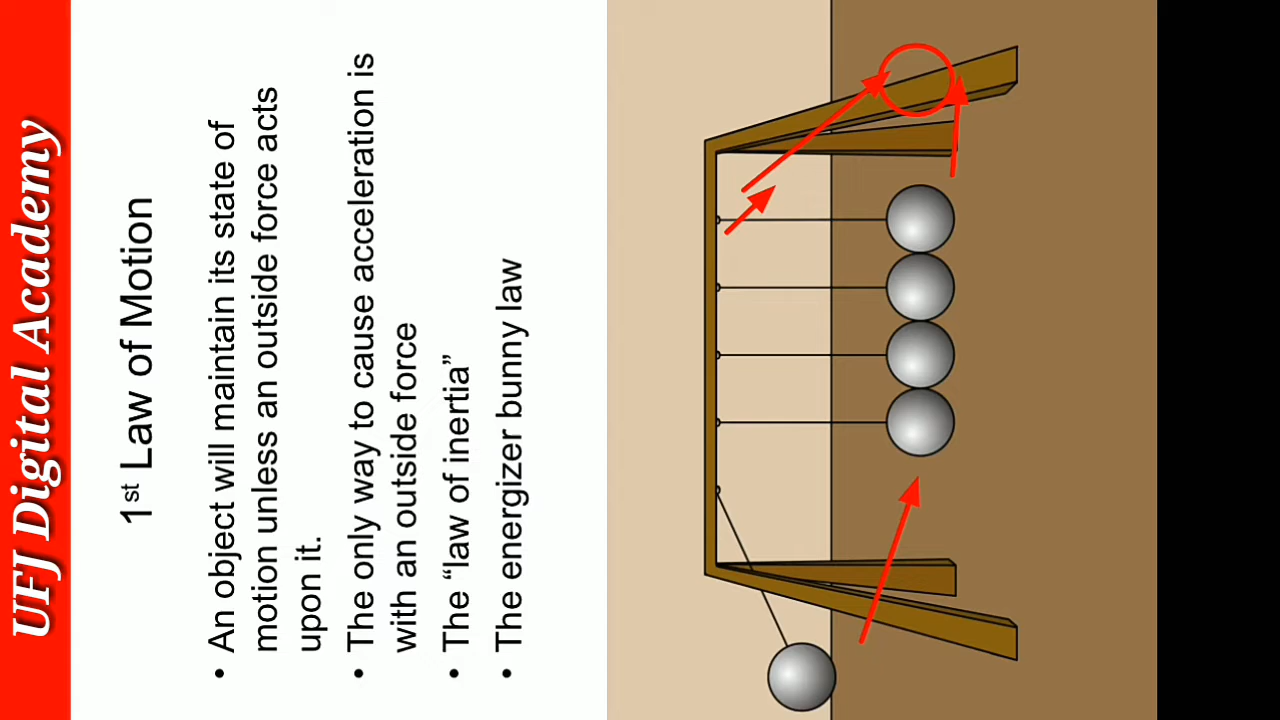 UFJ Digital Academy
1st Law of Motion
• An object will maintain its state of
motion unless an outside force acts
upon it.
• The only way to cause acceleration is
with an outside force
• The “law of inertia”
• The energizer bunny law